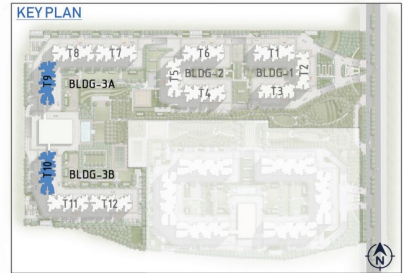 KEY PLAN
T8 T7 T6 T1
T9 BLDG-3A T5 BLDG-2 BLDG-1 T2
T4 T3
T10 BLDG-3B
T11 T12
N